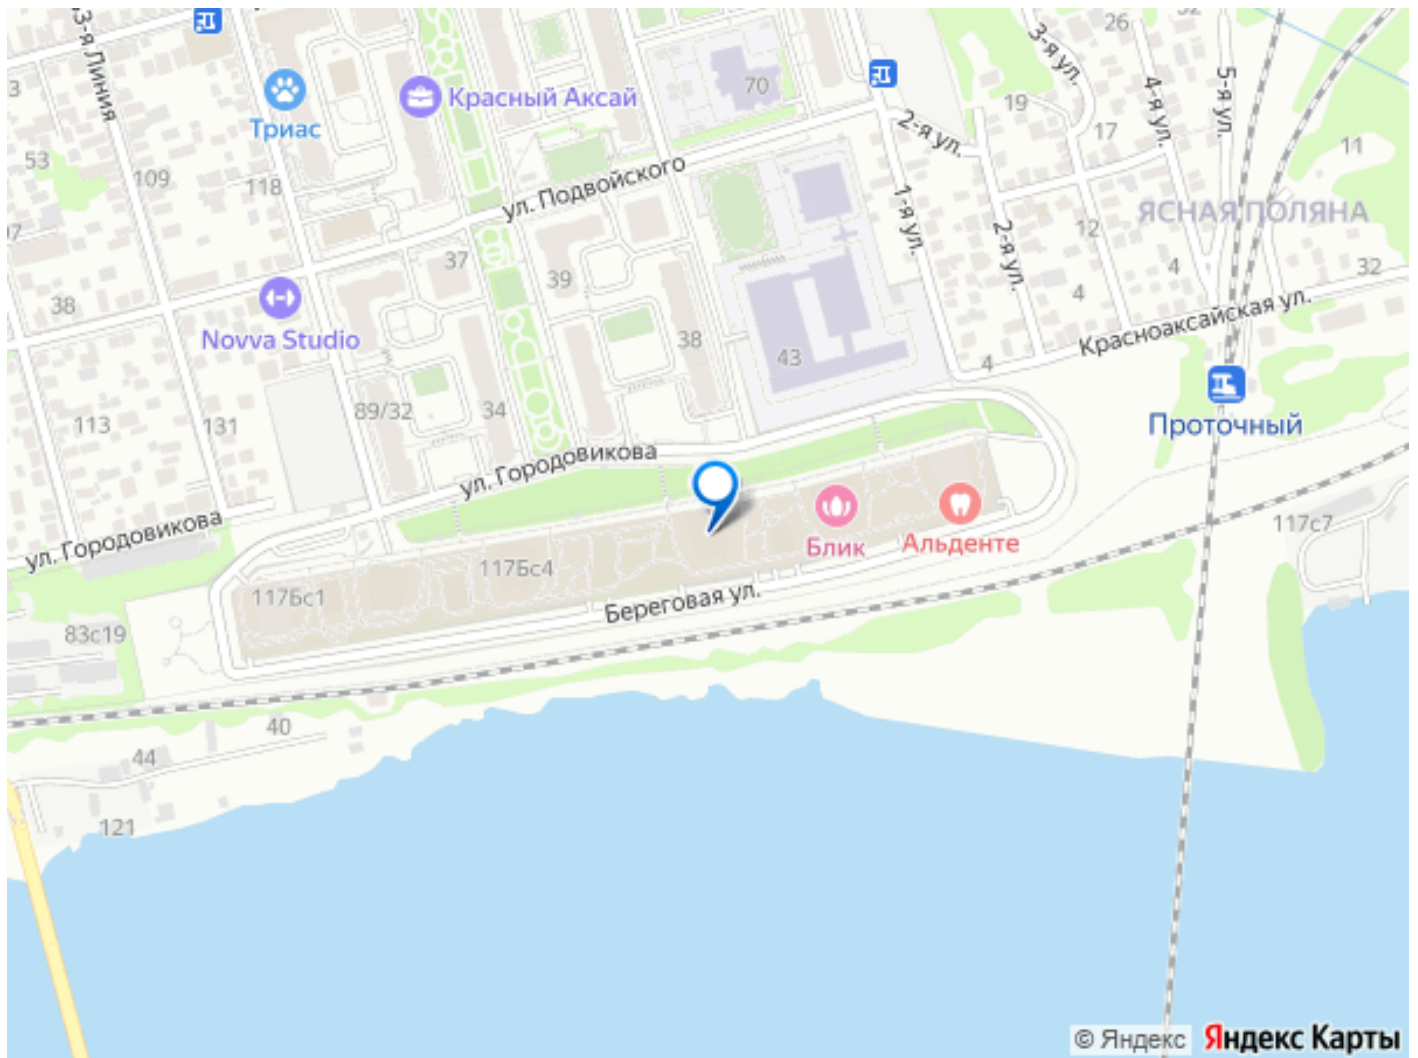 43-я Линия
26
3-я ул.
4-я ул.
5-я ул.
3
Триас
Красный Аксай
70
19
2-я ул.
17
11
53
109
118
ул. Подвойского
1-я ул.
ЯСНАЯ ПОЛЯНА
2-я ул.
12
37
39
4
4
32
38
Novva Studio
38
43
Красноаксайская ул.
4
89/32
34
113
131
Проточный
ул. Городовикова
ул. Городовикова
117с7
Блик
Альденте
117Бс4
117Бс1
Береговая ул.
83с19
40
44
121
© Яндекс
Яндекс Карты